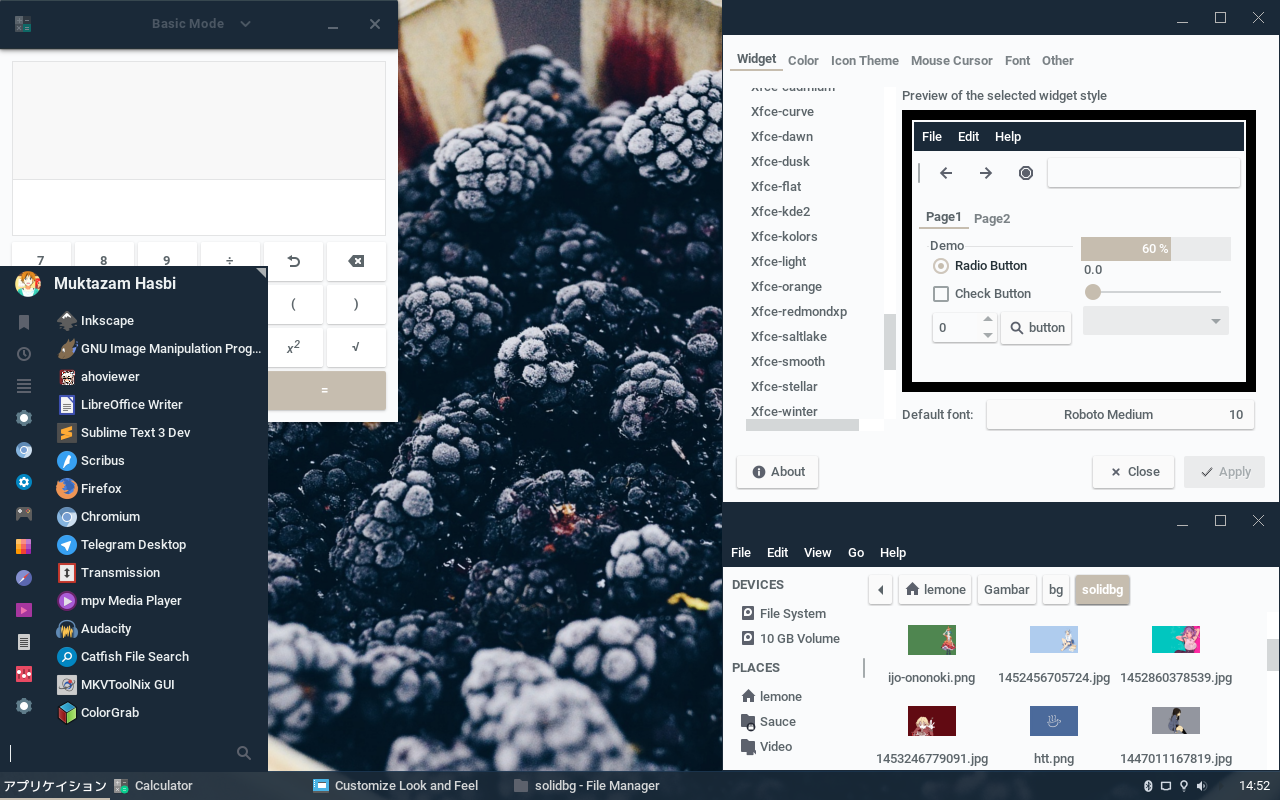 Basic Mode
7 8 9 ÷
( )
x² √
=
Muktazam Hasbi
Inkscape
GNU Image Manipulation Prog...
ahoviewer
LibreOffice Writer
Sublime Text 3 Dev
Scribus
Firefox
Chromium
Telegram Desktop
Transmission
mpv Media Player
Audacity
Catfish File Search
MKVToolNix GUI
ColorGrab
Widget Color Icon Theme Mouse Cursor Font Other
Xfce-cadmium
Xfce-curve
Xfce-dawn
Xfce-dusk
Xfce-flat
Xfce-kde2
Xfce-kolors
Xfce-light
Xfce-orange
Xfce-redmondxp
Xfce-saltlake
Xfce-smooth
Xfce-stellar
Xfce-winter
Preview of the selected widget style
File Edit Help
Page1 Page2
Demo
60 %
Radio Button
0.0
Check Button
0 button
Default font: Roboto Medium 10
About Close Apply
File Edit View Go Help
DEVICES
File System
10 GB Volume
PLACES
lemone
Sauce
Video
lemone Gambar bg solidbg
ijo-ononoki.png 1452456705724.jpg 1452860378539.jpg
1453246779091.jpg htt.png 1447011167819.jpg
アプリケイション Calculator Customize Look and Feel solidbg - File Manager 14:52